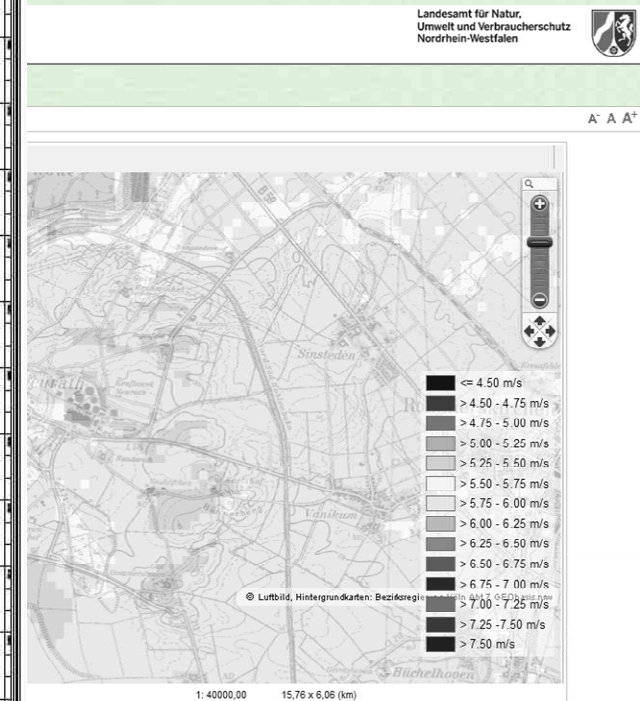 Landesamt für Natur,
Umwelt und Verbraucherschutz
Nordrhein-Westfalen
A- A A+
B 59
Sinsteden
<= 4.50 m/s
> 4.50 - 4.75 m/s
> 4.75 - 5.00 m/s
> 5.00 - 5.25 m/s
> 5.25 - 5.50 m/s
> 5.50 - 5.75 m/s
> 5.75 - 6.00 m/s
> 6.00 - 6.25 m/s
> 6.25 - 6.50 m/s
> 6.50 - 6.75 m/s
> 6.75 - 7.00 m/s
> 7.00 - 7.25 m/s
> 7.25 -7.50 m/s
> 7.50 m/s
Vanikum
© Luftbild, Hintergrundkarten:
Büchelhoven
1: 40000,00 15,76 x 6,06 (km)